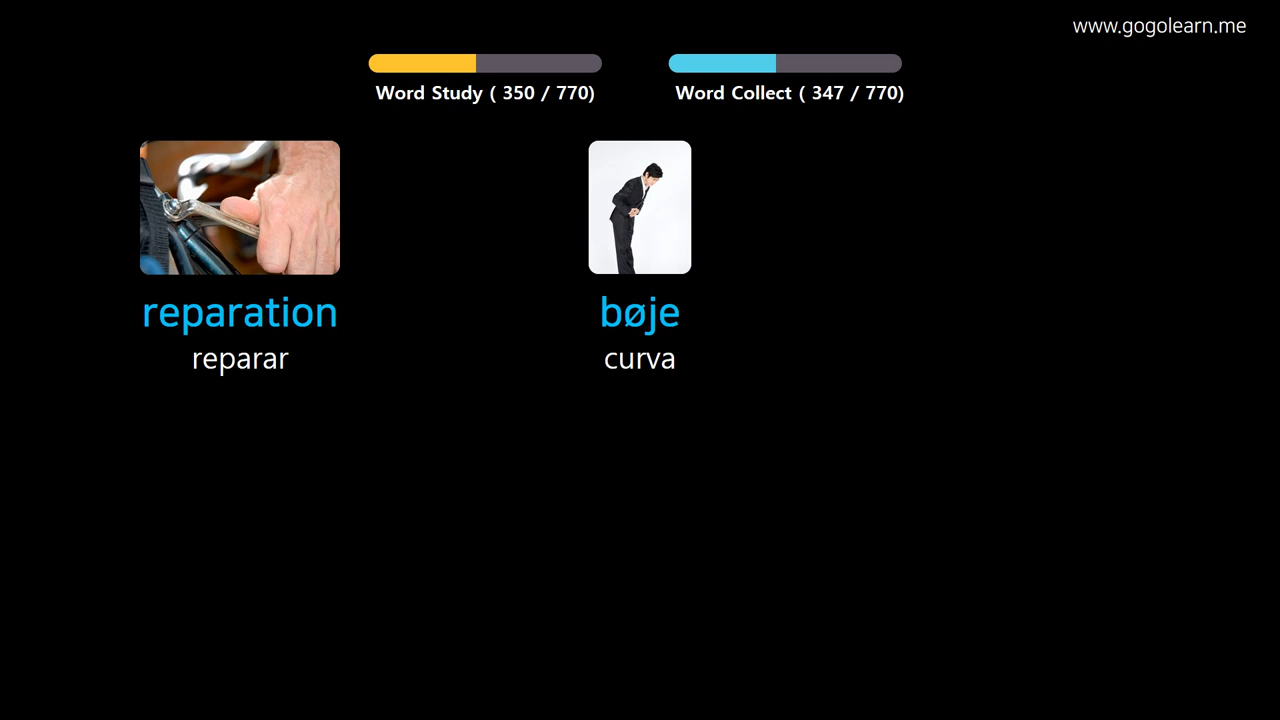 www.gogolearn.me
Word Study ( 350 / 770)
Word Collect ( 347 / 770)
reparation
reparar
bøje
curva